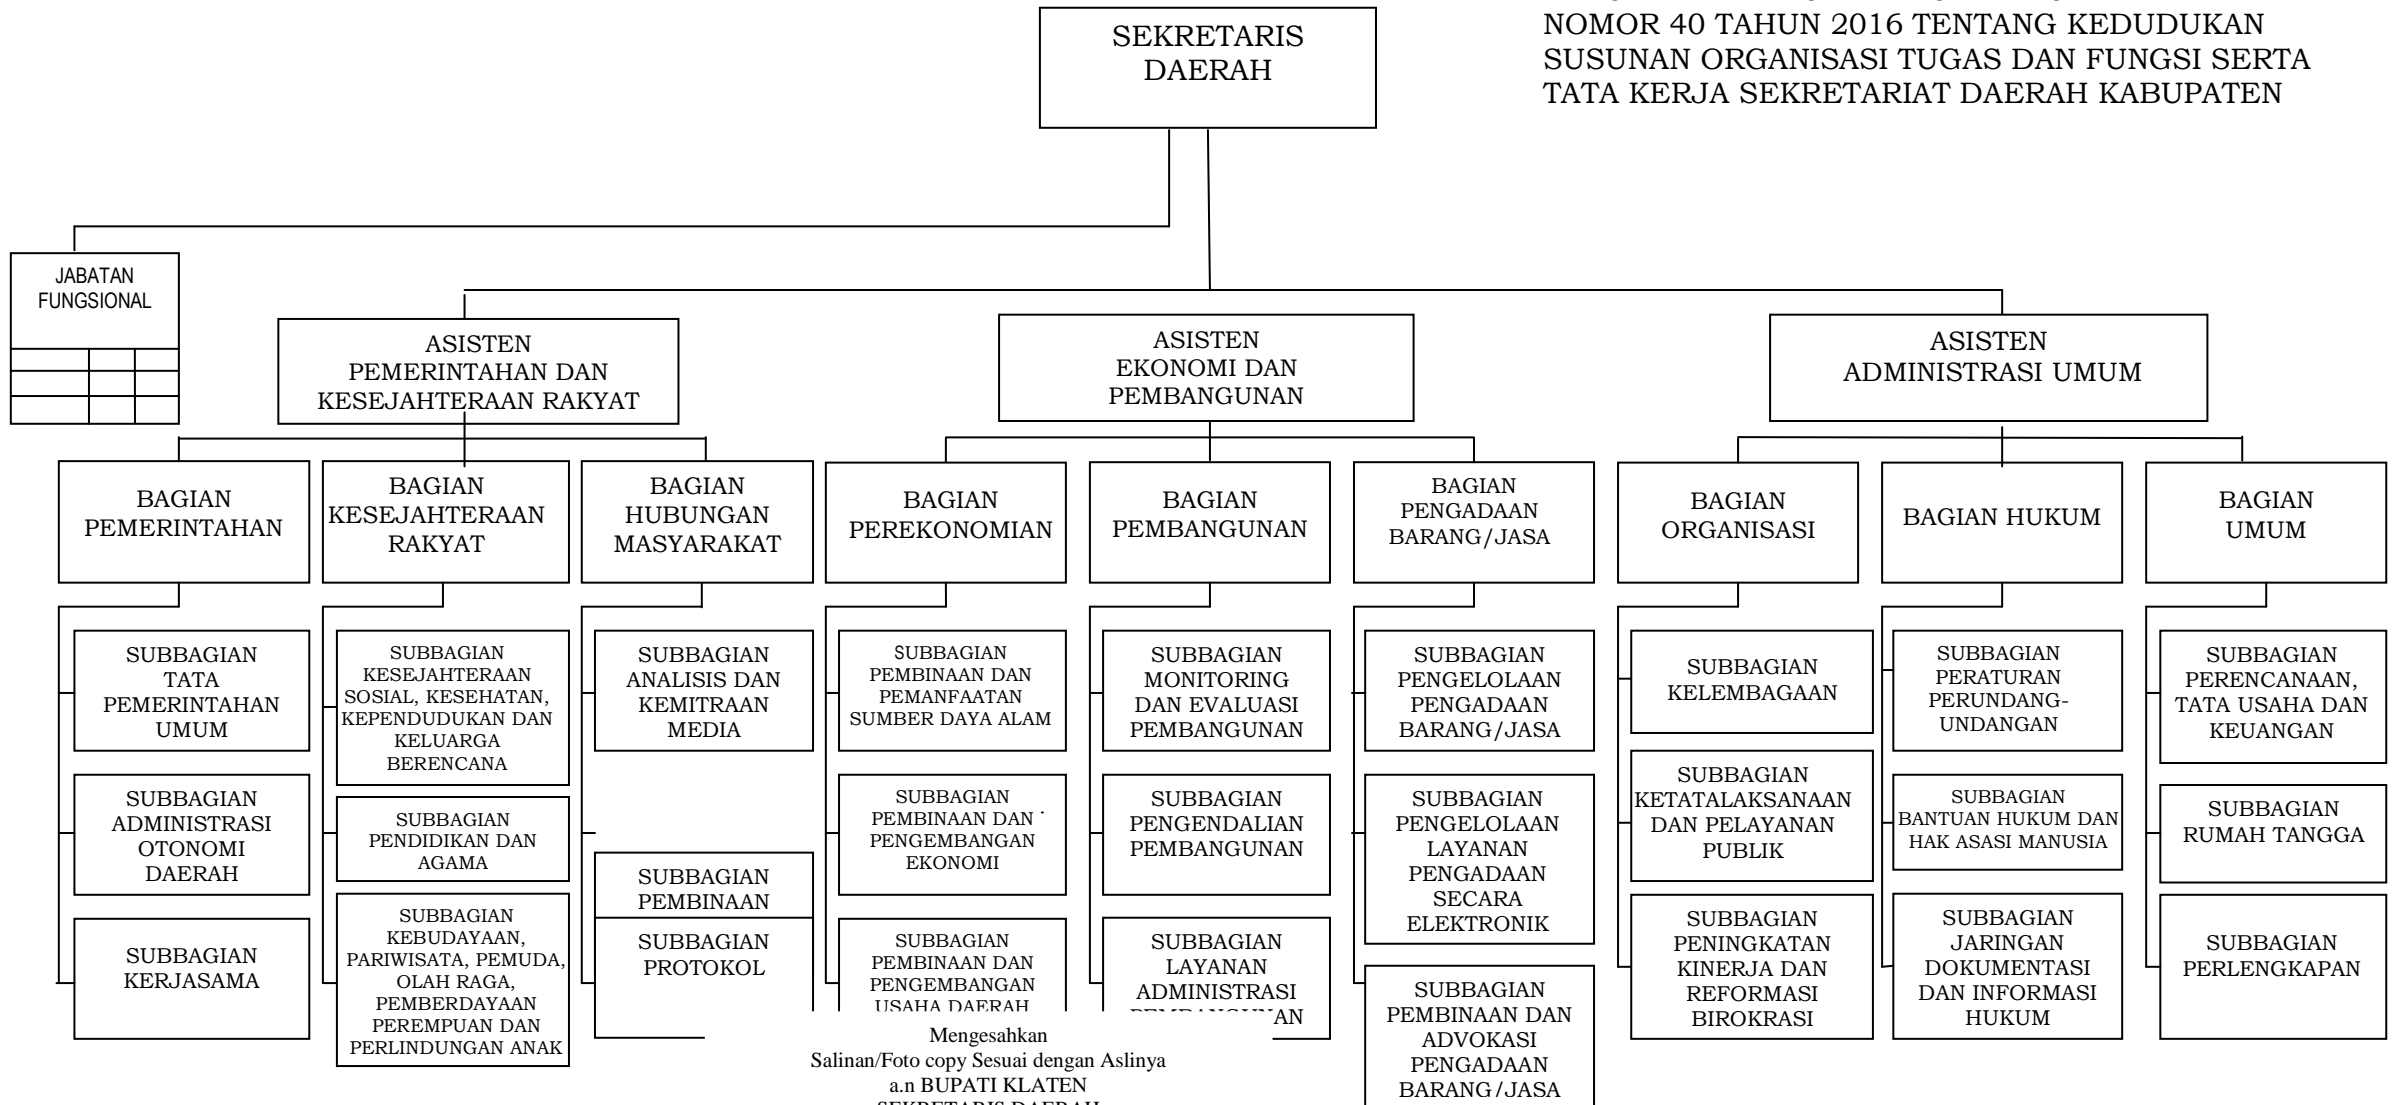 NOMOR 40 TAHUN 2016 TENTANG KEDUDUKAN
SUSUNAN ORGANISASI TUGAS DAN FUNGSI SERTA
TATA KERJA SEKRETARIAT DAERAH KABUPATEN
SEKRETARIS
DAERAH
JABATAN
FUNGSIONAL
ASISTEN
PEMERINTAHAN DAN
KESEJAHTERAAN RAKYAT
ASISTEN
EKONOMI DAN
PEMBANGUNAN
ASISTEN
ADMINISTRASI UMUM
BAGIAN
PEMERINTAHAN
BAGIAN
KESEJAHTERAAN
RAKYAT
BAGIAN
HUBUNGAN
MASYARAKAT
BAGIAN
PEREKONOMIAN
BAGIAN
PEMBANGUNAN
BAGIAN
PENGADAAN
BARANG/JASA
BAGIAN
ORGANISASI
BAGIAN HUKUM
BAGIAN
UMUM
SUBBAGIAN
TATA
PEMERINTAHAN
UMUM
SUBBAGIAN
ADMINISTRASI
OTONOMI
DAERAH
SUBBAGIAN
KERJASAMA
SUBBAGIAN
KESEJAHTERAAN
SOSIAL, KESEHATAN,
KEPENDUDUKAN DAN
KELUARGA
BERENCANA
SUBBAGIAN
PENDIDIKAN DAN
AGAMA
SUBBAGIAN
KEBUDAYAAN,
PARIWISATA, PEMUDA,
OLAH RAGA,
PEMBERDAYAAN
PEREMPUAN DAN
PERLINDUNGAN ANAK
SUBBAGIAN
ANALISIS DAN
KEMITRAAN
MEDIA
SUBBAGIAN
PEMBINAAN
SUBBAGIAN
PROTOKOL
SUBBAGIAN
PEMBINAAN DAN
PEMANFAATAN
SUMBER DAYA ALAM
SUBBAGIAN
PEMBINAAN DAN
PENGEMBANGAN
EKONOMI
SUBBAGIAN
PEMBINAAN DAN
PENGEMBANGAN
USAHA DAERAH
SUBBAGIAN
MONITORING
DAN EVALUASI
PEMBANGUNAN
SUBBAGIAN
PENGENDALIAN
PEMBANGUNAN
SUBBAGIAN
LAYANAN
ADMINISTRASI
PEMBANGUNAN
SUBBAGIAN
PENGELOLAAN
PENGADAAN
BARANG/JASA
SUBBAGIAN
PENGELOLAAN
LAYANAN
PENGADAAN
SECARA
ELEKTRONIK
SUBBAGIAN
PEMBINAAN DAN
ADVOKASI
PENGADAAN
BARANG/JASA
SUBBAGIAN
KELEMBAGAAN
SUBBAGIAN
KETATALAKSANAAN
DAN PELAYANAN
PUBLIK
SUBBAGIAN
PENINGKATAN
KINERJA DAN
REFORMASI
BIROKRASI
SUBBAGIAN
PERATURAN
PERUNDANG-
UNDANGAN
SUBBAGIAN
BANTUAN HUKUM DAN
HAK ASASI MANUSIA
SUBBAGIAN
JARINGAN
DOKUMENTASI
DAN INFORMASI
HUKUM
SUBBAGIAN
PERENCANAAN,
TATA USAHA DAN
KEUANGAN
SUBBAGIAN
RUMAH TANGGA
SUBBAGIAN
PERLENGKAPAN
Mengesahkan
Salinan/Foto copy Sesuai dengan Aslinya
a.n BUPATI KLATEN
SEKRETARIS DAERAH